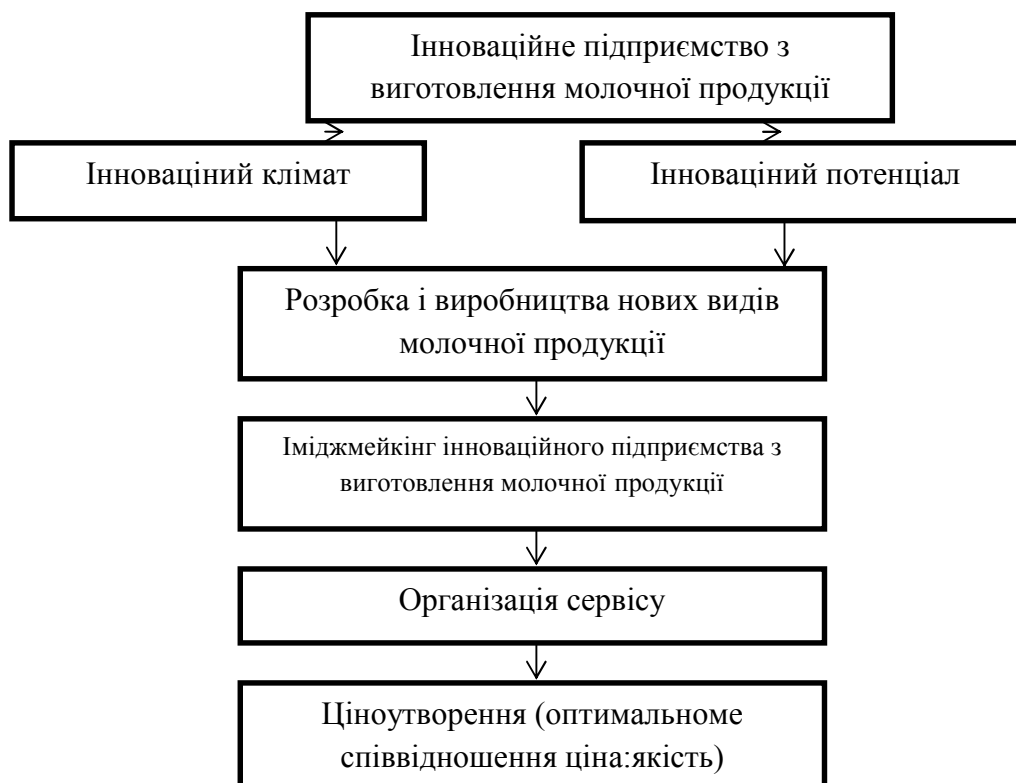 Інноваційне підприємство з
виготовлення молочної продукції
Інноваціний клімат
Інноваціний потенціал
Розробка і виробництва нових видів
молочної продукції
Іміджмейкінг інноваційного підприємства з
виготовлення молочної продукції
Організація сервісу
Ціноутворення (оптимальноме
співвідношення ціна:якість)